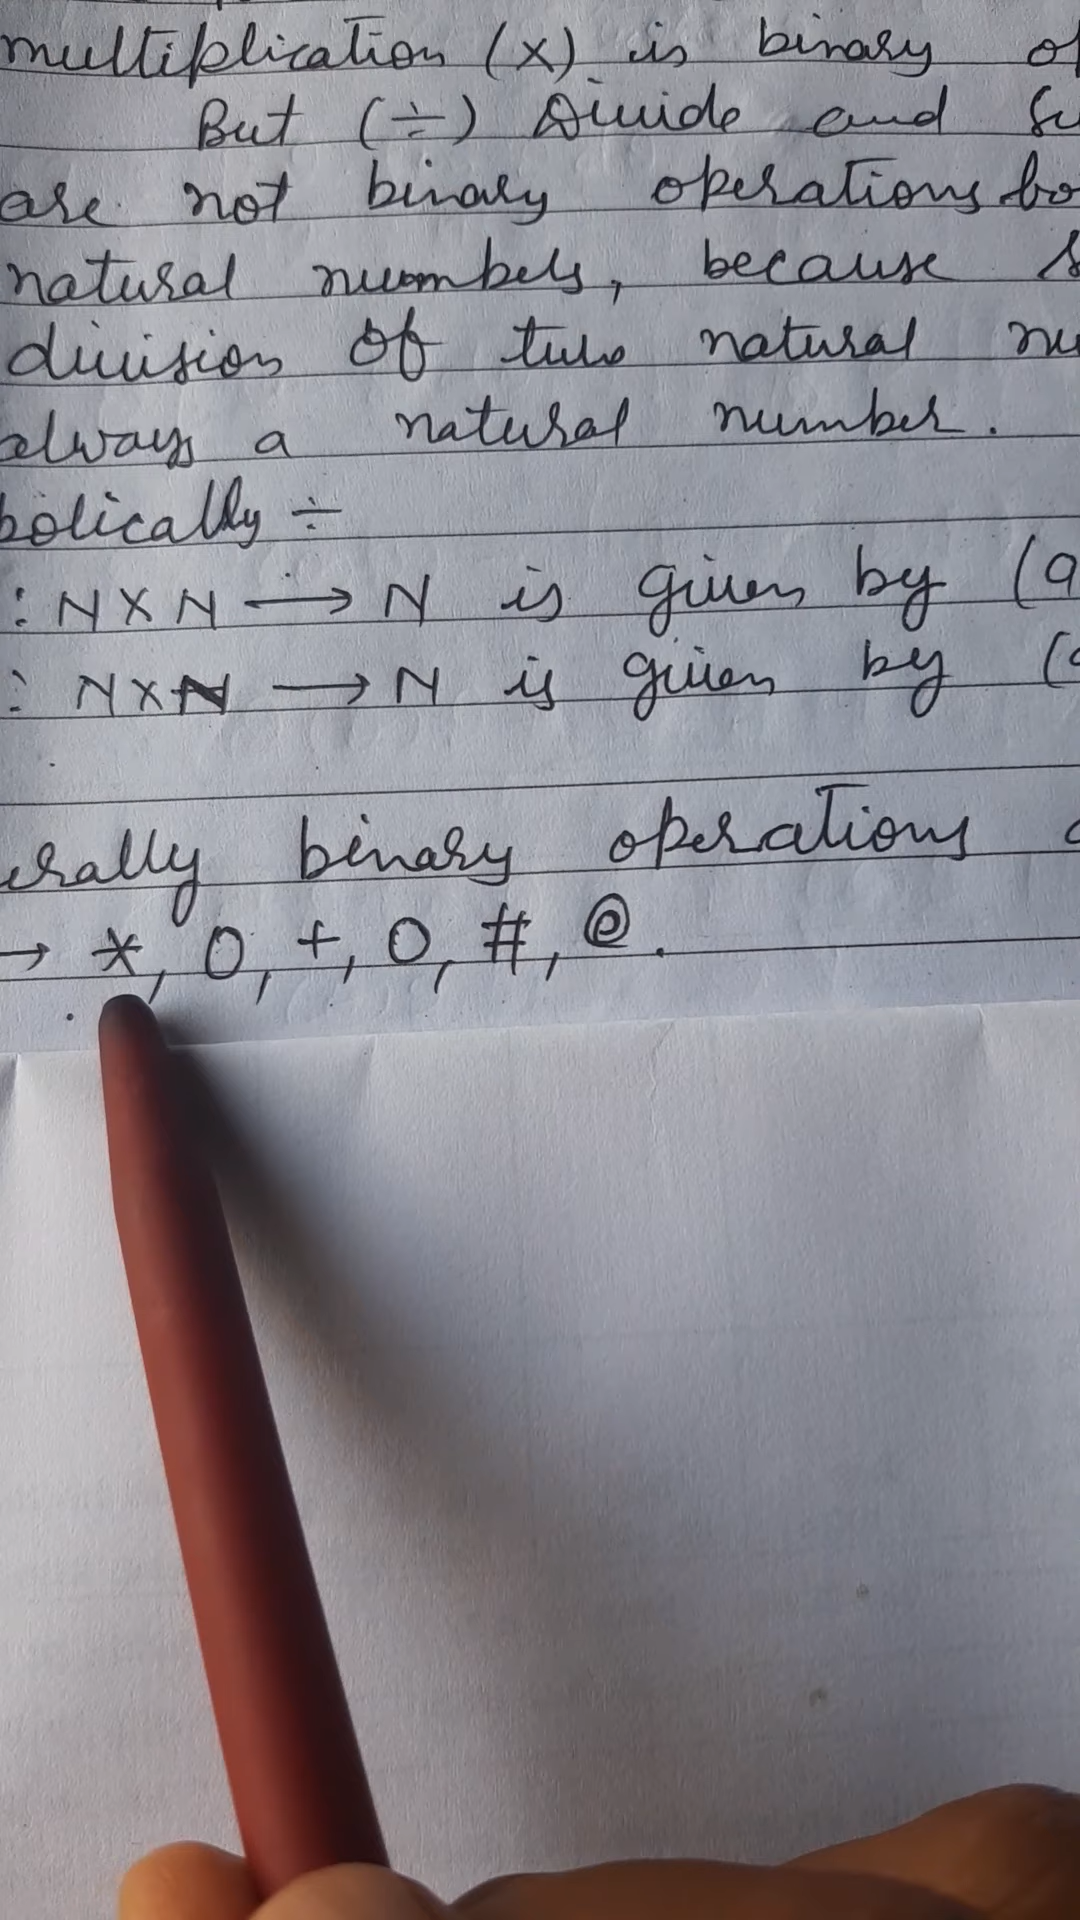 multiplication (×) is binary
But (÷) Divide and
are not binary operations
natural numbers, because
division of two natural
always a natural number.
bolically ÷
: N×N → N is given by (a
: N×N → N is given by (a
erally binary operations
→ *, O, +, O, #, @.